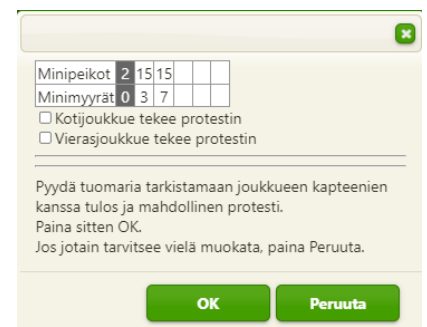 Minipeikot 2 15 15
Minimyyrät 0 3 7
Kotijoukkue tekee protestin
Vierasjoukkue tekee protestin
Pyydä tuomaria tarkistamaan joukkueen kapteenien
kanssa tulos ja mahdollinen protesti.
Paina sitten OK.
Jos jotain tarvitsee vielä muokata, paina Peruuta.
OK Peruuta